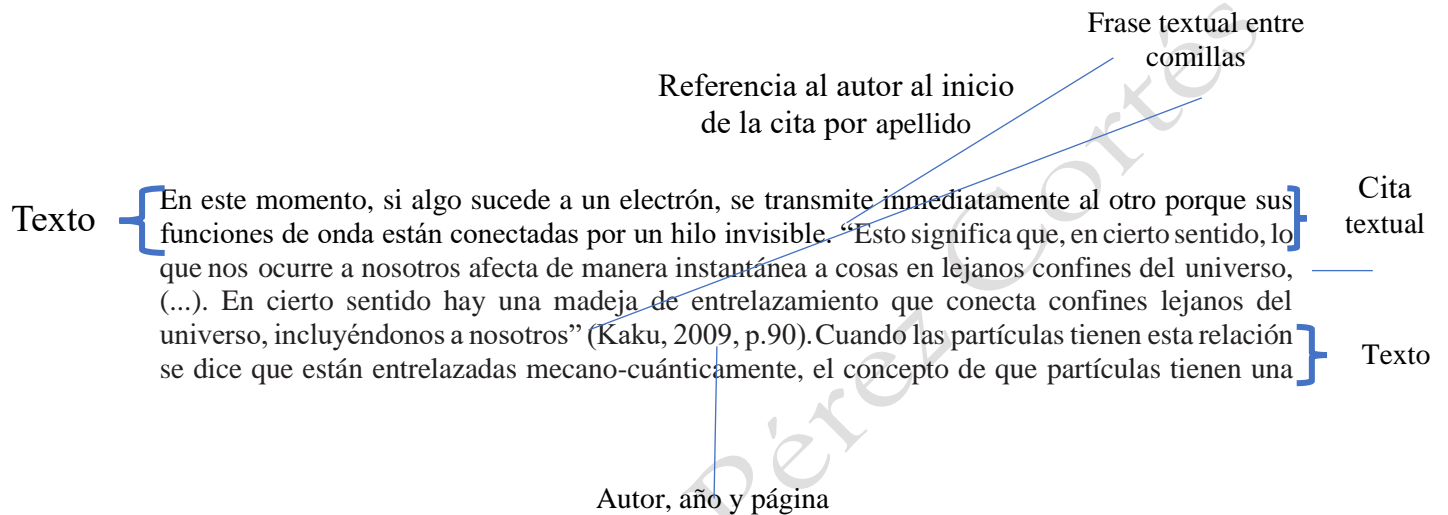 Frase textual entre
comillas
Referencia al autor al inicio
de la cita por apellido
Texto
En este momento, si algo sucede a un electrón, se transmite inmediatamente al otro porque sus
funciones de onda están conectadas por un hilo invisible. “Esto significa que, en cierto sentido, lo
que nos ocurre a nosotros afecta de manera instantánea a cosas en lejanos confines del universo,
(...). En cierto sentido hay una madeja de entrelazamiento que conecta confines lejanos del
universo, incluyéndonos a nosotros” (Kaku, 2009, p.90). Cuando las partículas tienen esta relación
se dice que están entrelazadas mecano-cuánticamente, el concepto de que partículas tienen una
Cita
textual
Texto
Autor, año y página
Pérez Cortés